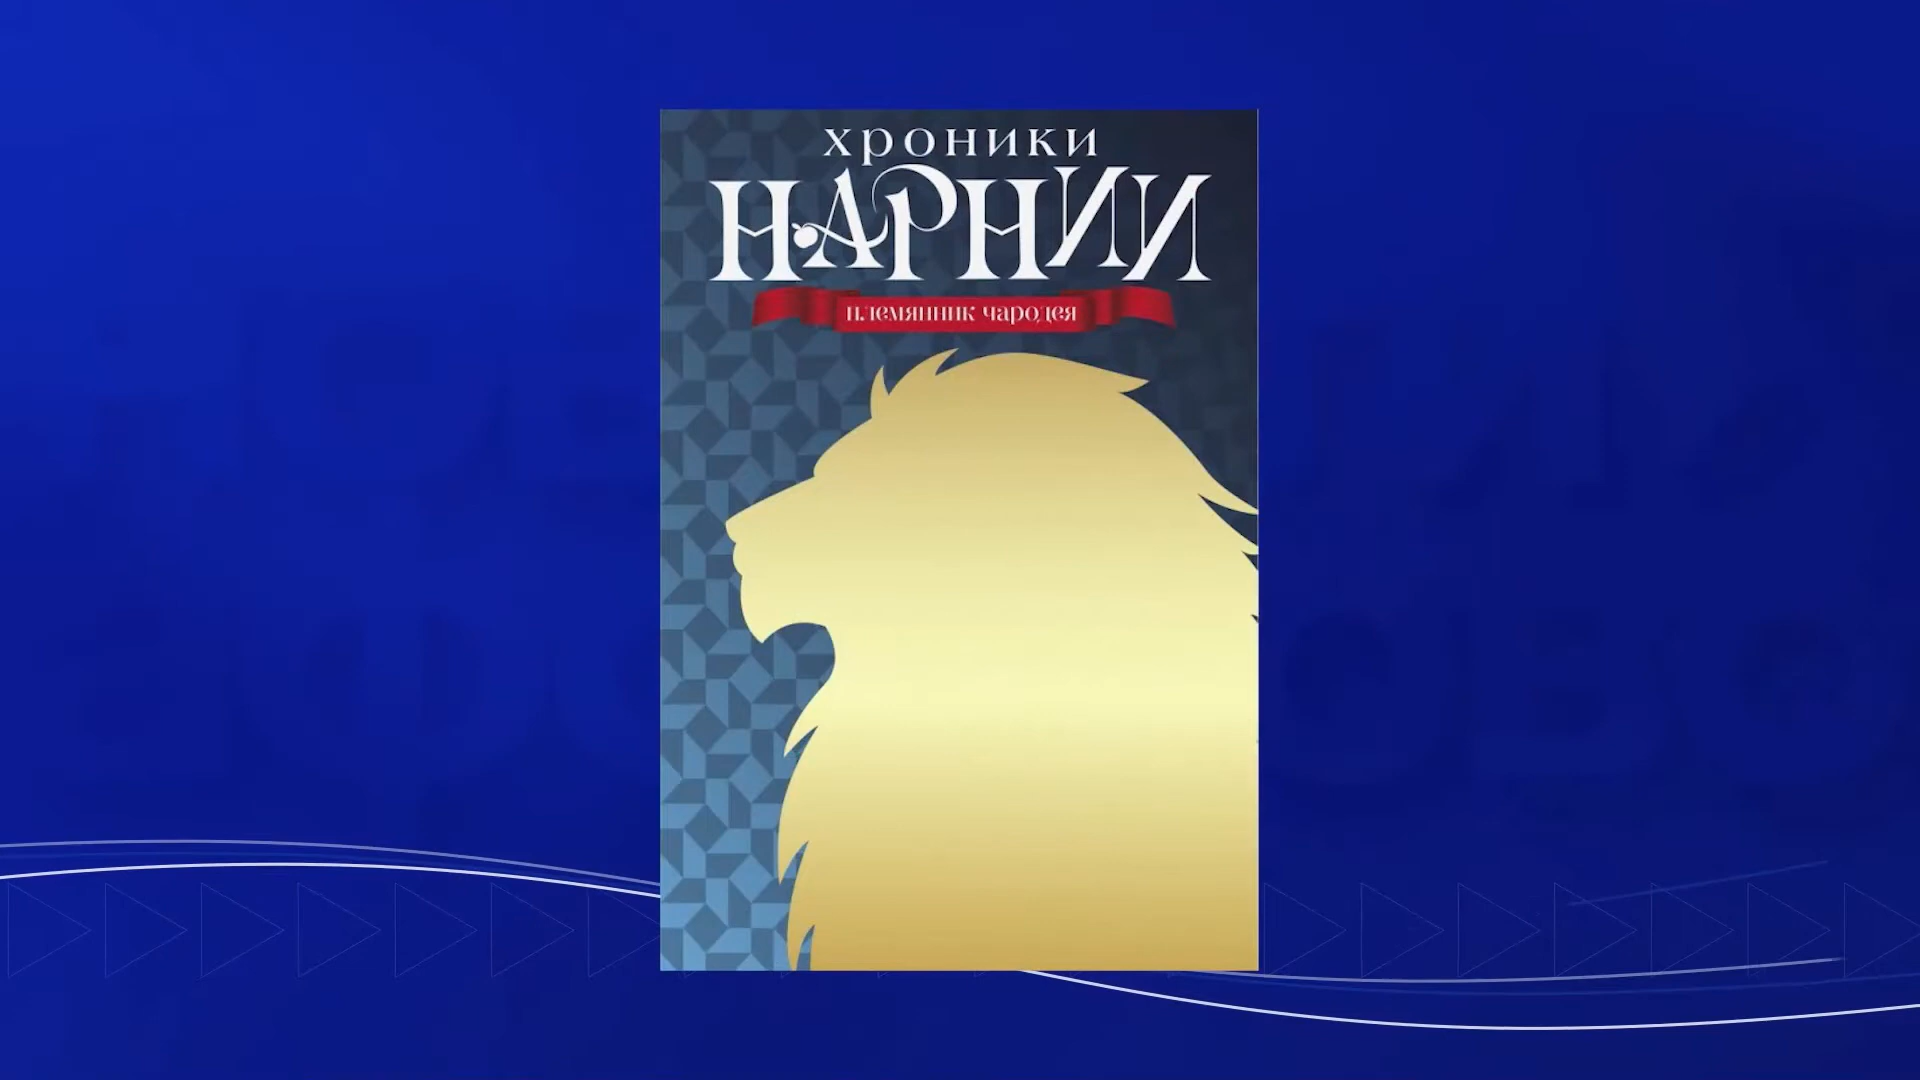 хроники
НАРНИИ
племянник чародея